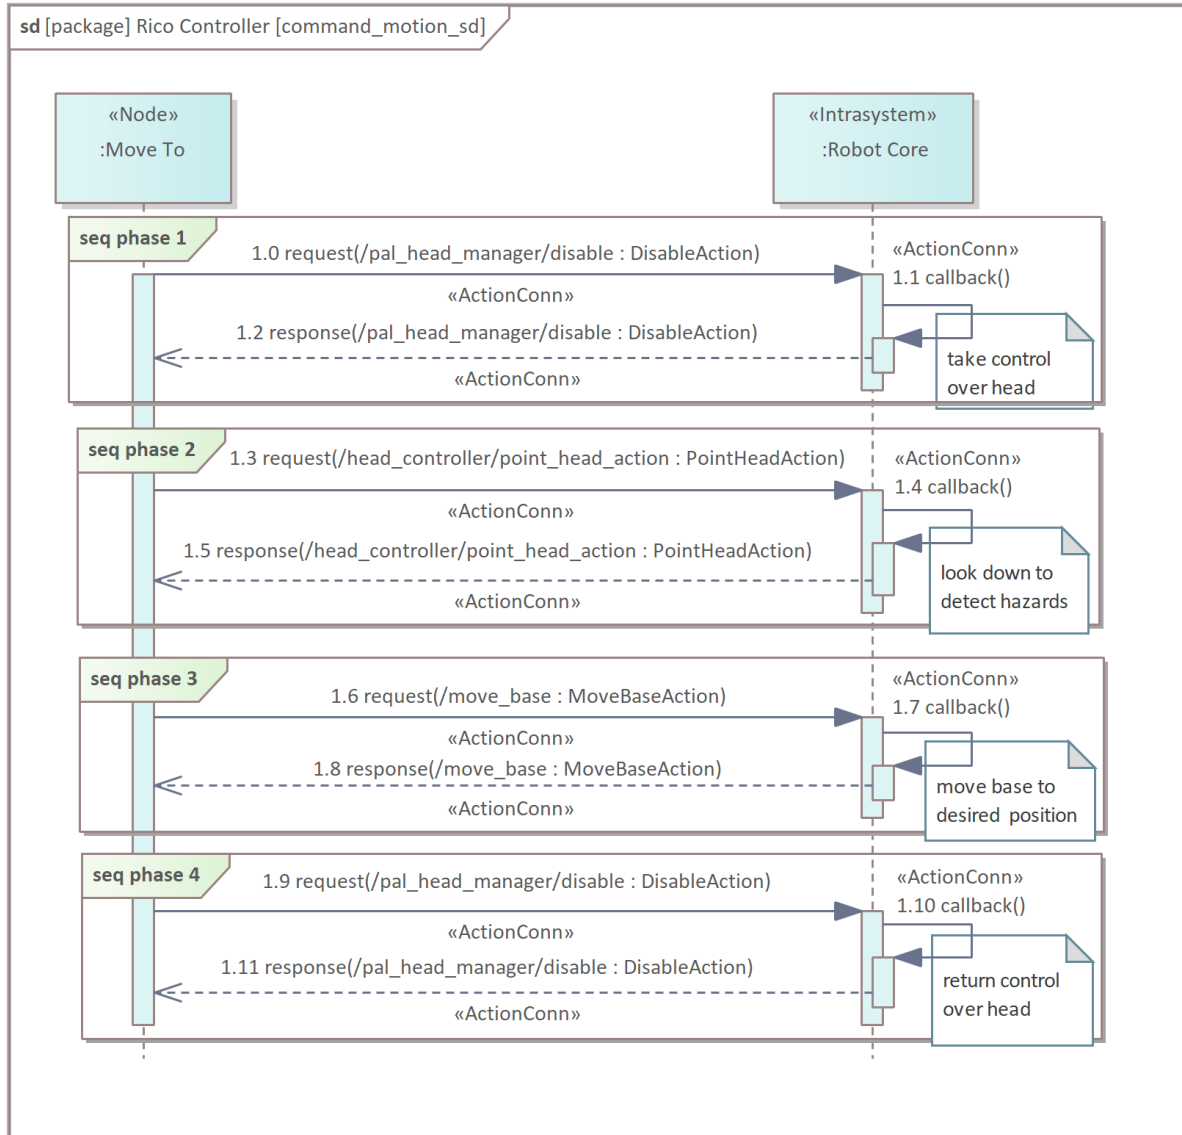 sd [package] Rico Controller [command_motion_sd]
«Node»
:Move To
«Intrasystem»
:Robot Core
seq phase 1
1.0 request(/pal_head_manager/disable : DisableAction)
«ActionConn»
«ActionConn»
1.1 callback()
1.2 response(/pal_head_manager/disable : DisableAction)
«ActionConn»
take control
over head
seq phase 2
1.3 request(/head_controller/point_head_action : PointHeadAction)
«ActionConn»
«ActionConn»
1.4 callback()
1.5 response(/head_controller/point_head_action : PointHeadAction)
«ActionConn»
look down to
detect hazards
seq phase 3
1.6 request(/move_base : MoveBaseAction)
«ActionConn»
«ActionConn»
1.7 callback()
1.8 response(/move_base : MoveBaseAction)
«ActionConn»
move base to
desired position
seq phase 4
1.9 request(/pal_head_manager/disable : DisableAction)
«ActionConn»
«ActionConn»
1.10 callback()
1.11 response(/pal_head_manager/disable : DisableAction)
«ActionConn»
return control
over head